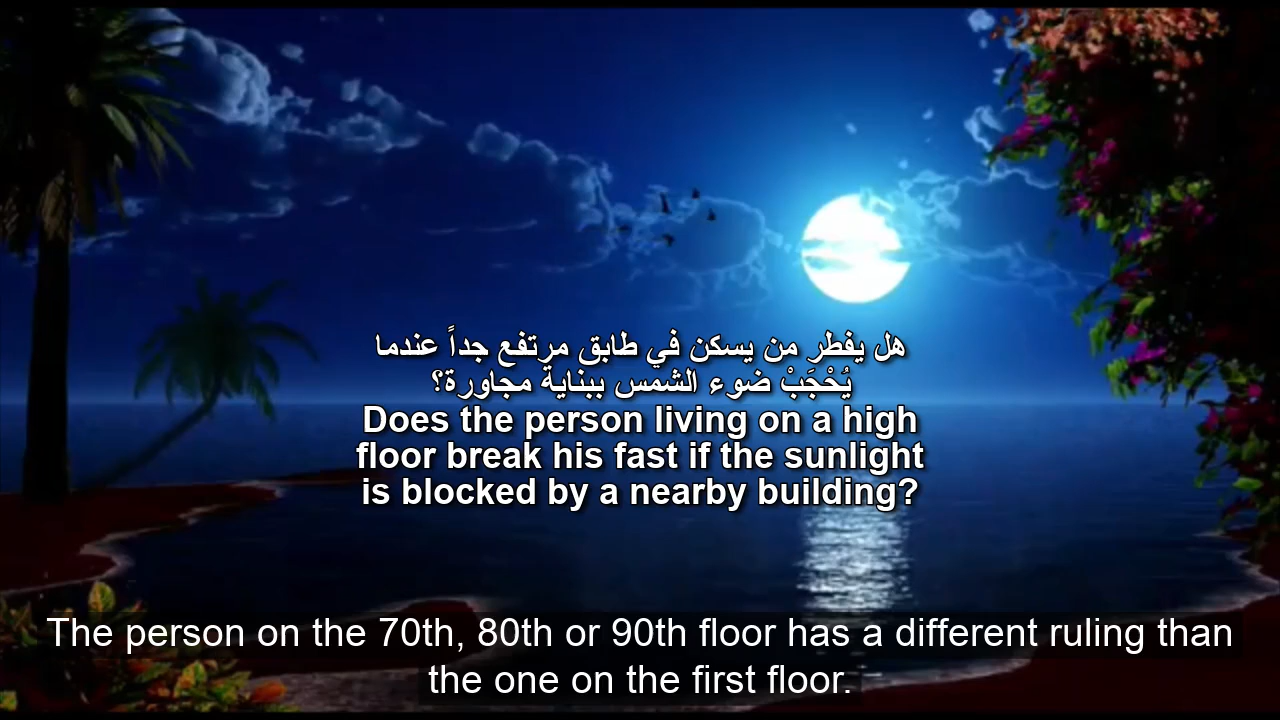 هل يفطر من يسكن في طابق مرتفع جداً عندما
يُحْجَبْ ضوء الشمس ببناية مجاورة؟
Does the person living on a high
floor break his fast if the sunlight
is blocked by a nearby building?
The person on the 70th, 80th or 90th floor has a different ruling than
the one on the first floor.